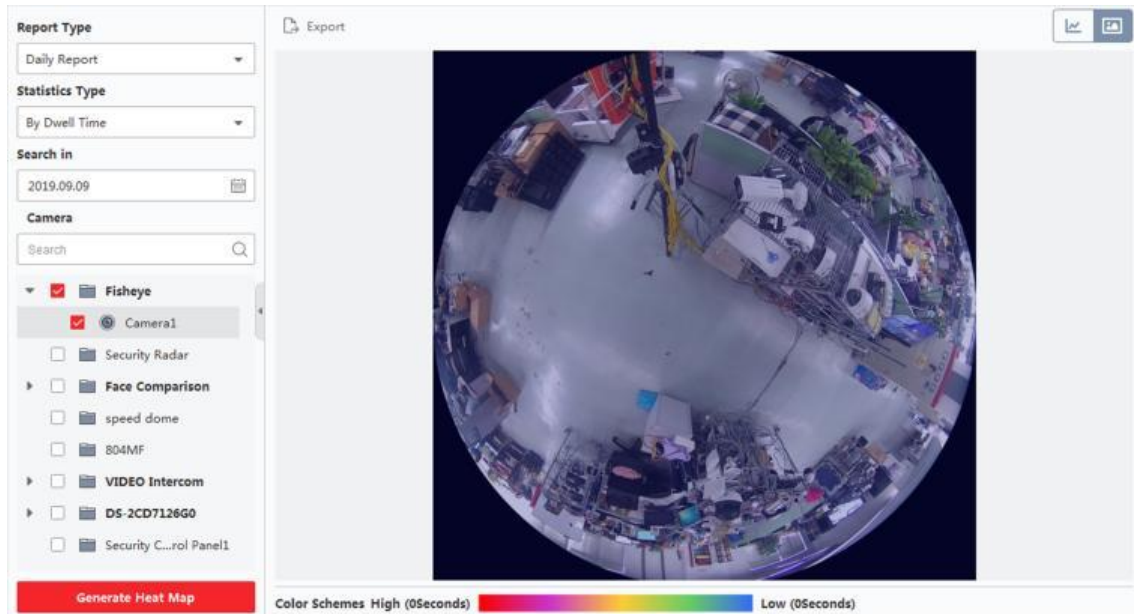 Report Type
Daily Report
Statistics Type
By Dwell Time
Search in
2019.09.09
Camera
Search
Fisheye
Camera1
Security Radar
Face Comparison
speed dome
804MF
VIDEO Intercom
DS-2CD7126G0
Security C...rol Panel1
Generate Heat Map
Export
Color Schemes High (0Seconds) Low (0Seconds)